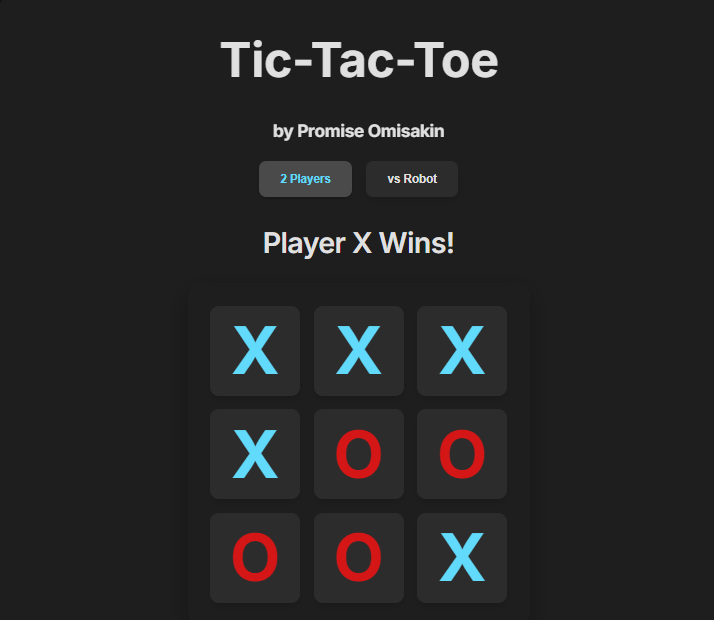 Tic-Tac-Toe
by Promise Omisakin
2 Players vs Robot
Player X Wins!
X X X
X O O
O O X